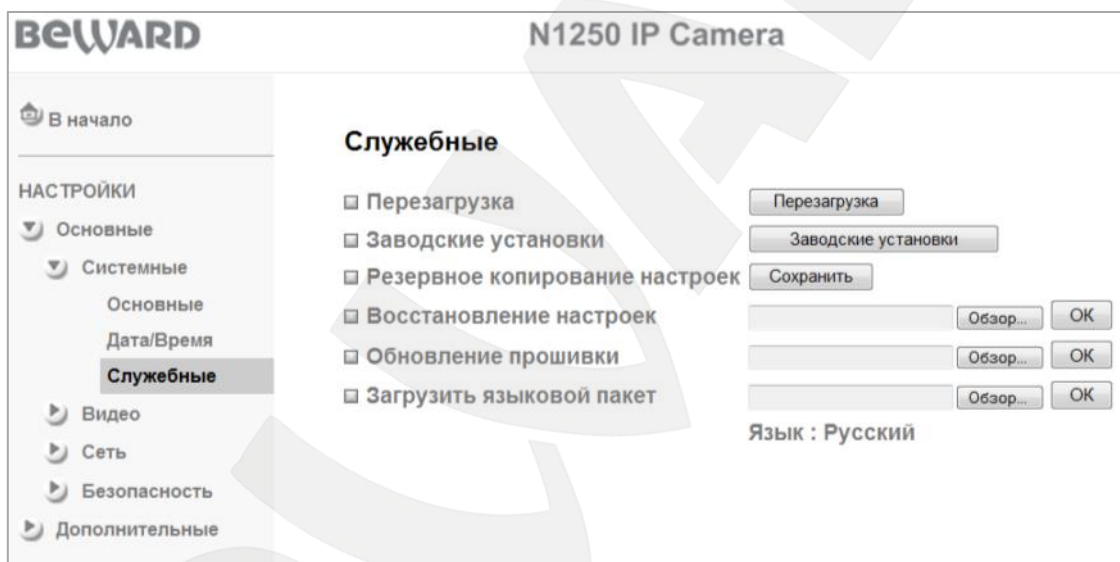 BEWARD
N1250 IP Camera
В начало
НАСТРОЙКИ
Основные
Системные
Основные
Дата/Время
Служебные
Видео
Сеть
Безопасность
Дополнительные
Служебные
Перезагрузка Перезагрузка
Заводские установки Заводские установки
Резервное копирование настроек Сохранить
Восстановление настроек Обзор... OK
Обновление прошивки Обзор... OK
Загрузить языковой пакет Обзор... OK
Язык : Русский